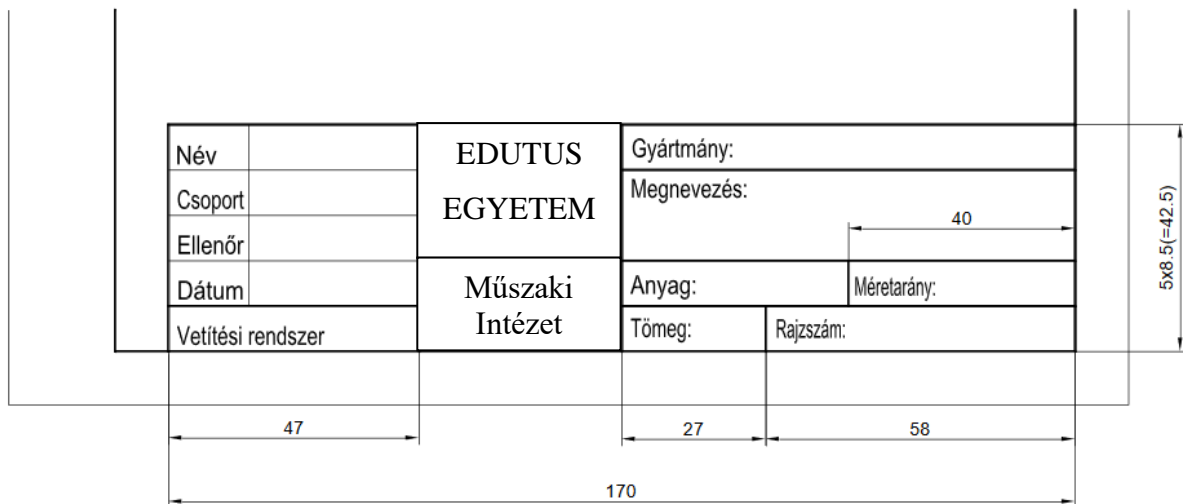 Név
Csoport
Ellenőr
Dátum
Vetítési rendszer
EDUTUS
EGYETEM
Műszaki
Intézet
Gyártmány:
Megnevezés:
40
Anyag:
Méretarány:
Tömeg:
Rajzszám:
5x8.5(=42.5)
47
27
58
170